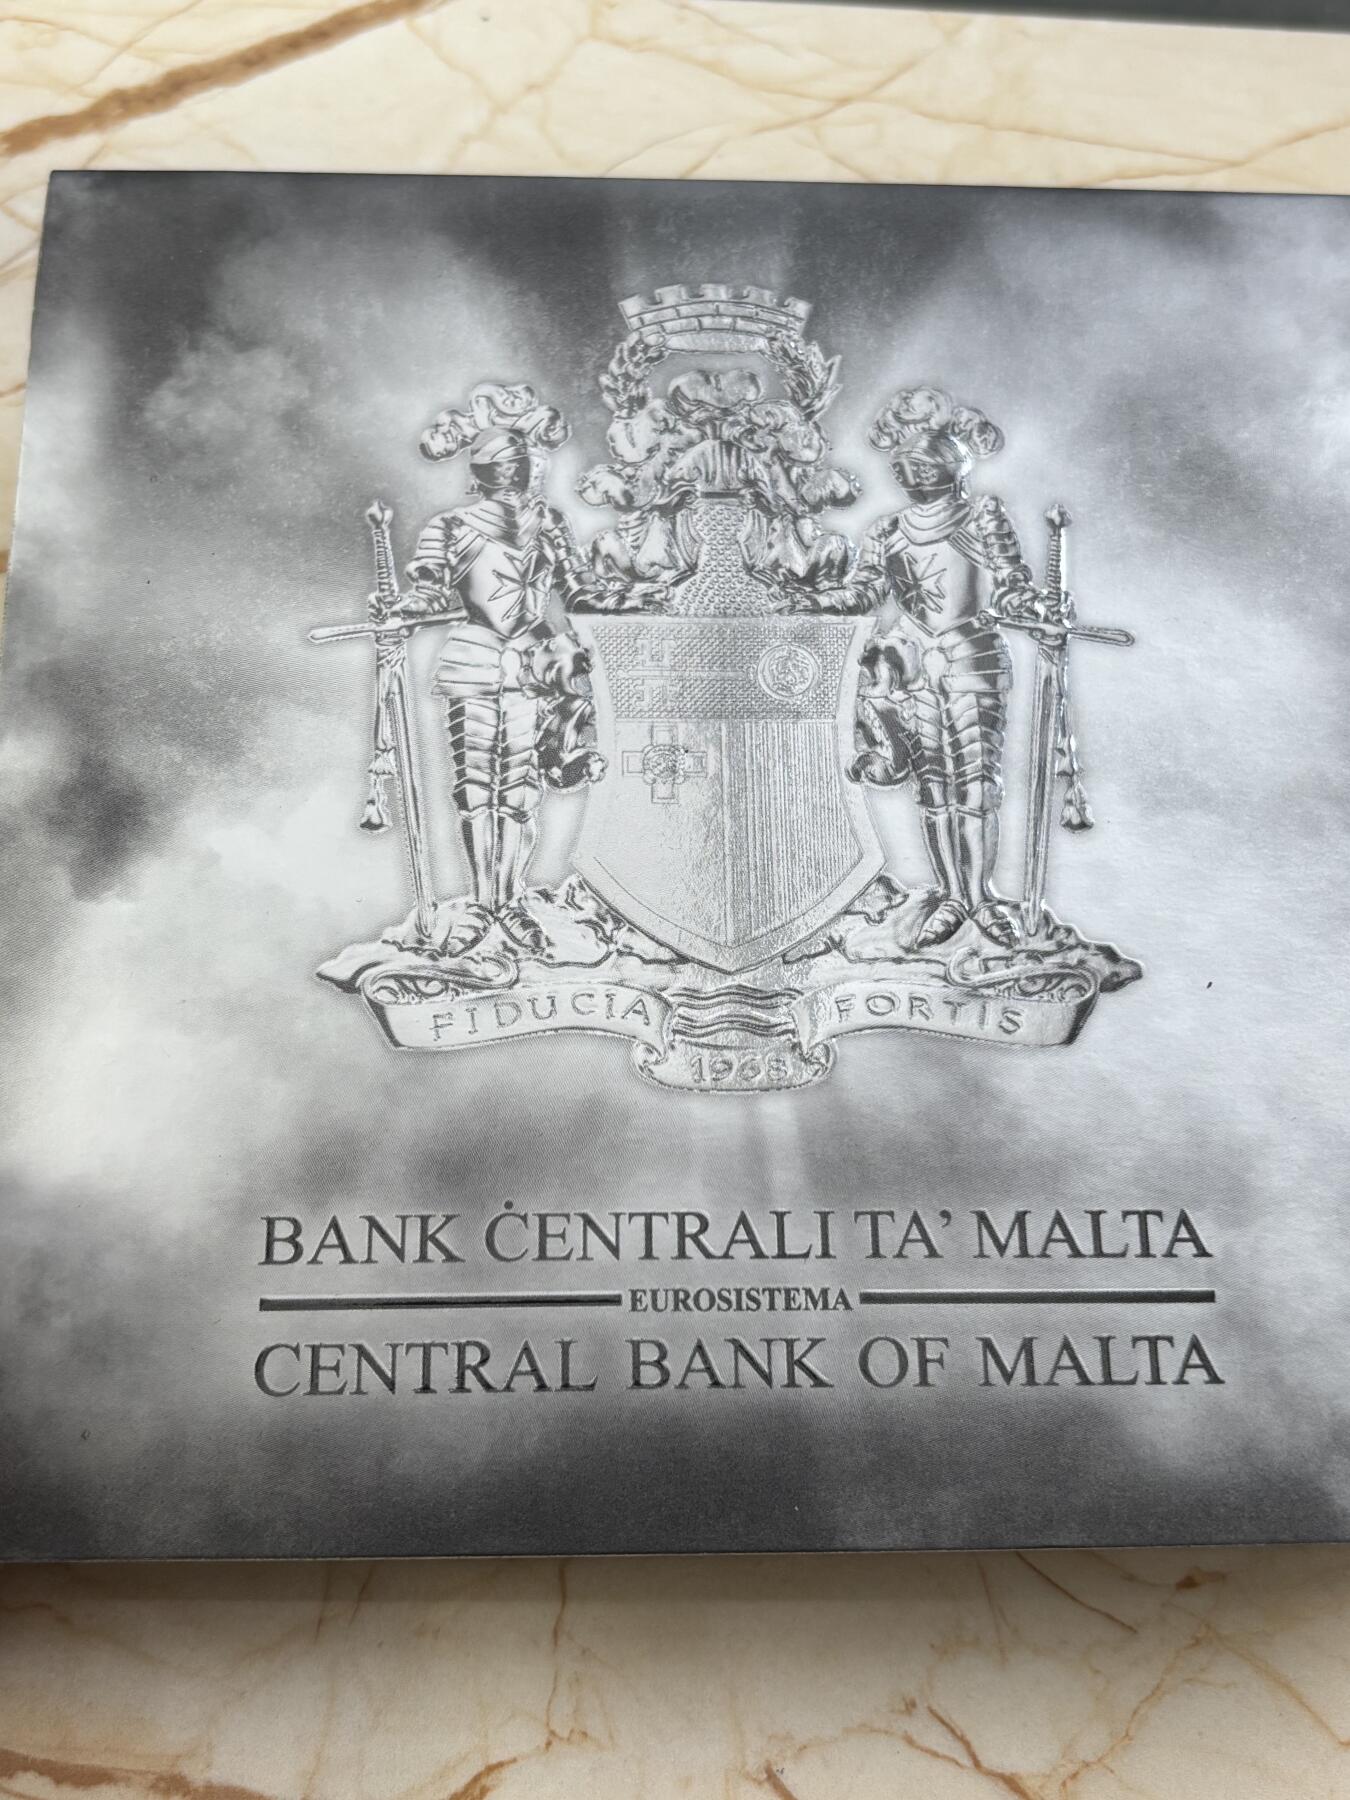 FIDUCIA FORTIS
1968
BANK ĊENTRALI TA' MALTA
EUROSISTEMA
CENTRAL BANK OF MALTA